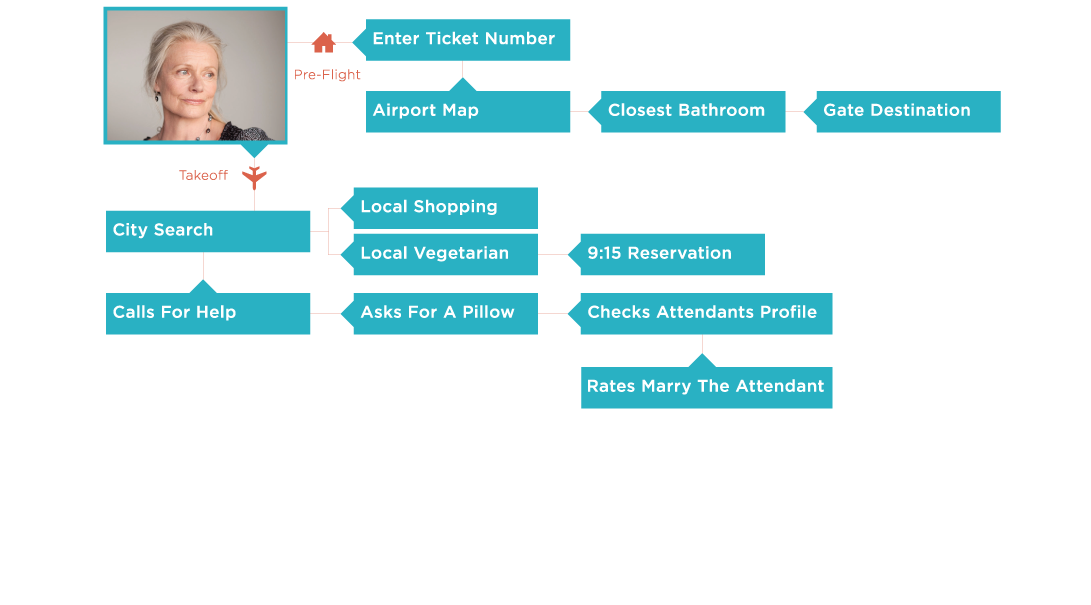 Enter Ticket Number
Pre-Flight
Airport Map
Closest Bathroom
Gate Destination
Takeoff
Local Shopping
City Search
Local Vegetarian
9:15 Reservation
Calls For Help
Asks For A Pillow
Checks Attendants Profile
Rates Marry The Attendant